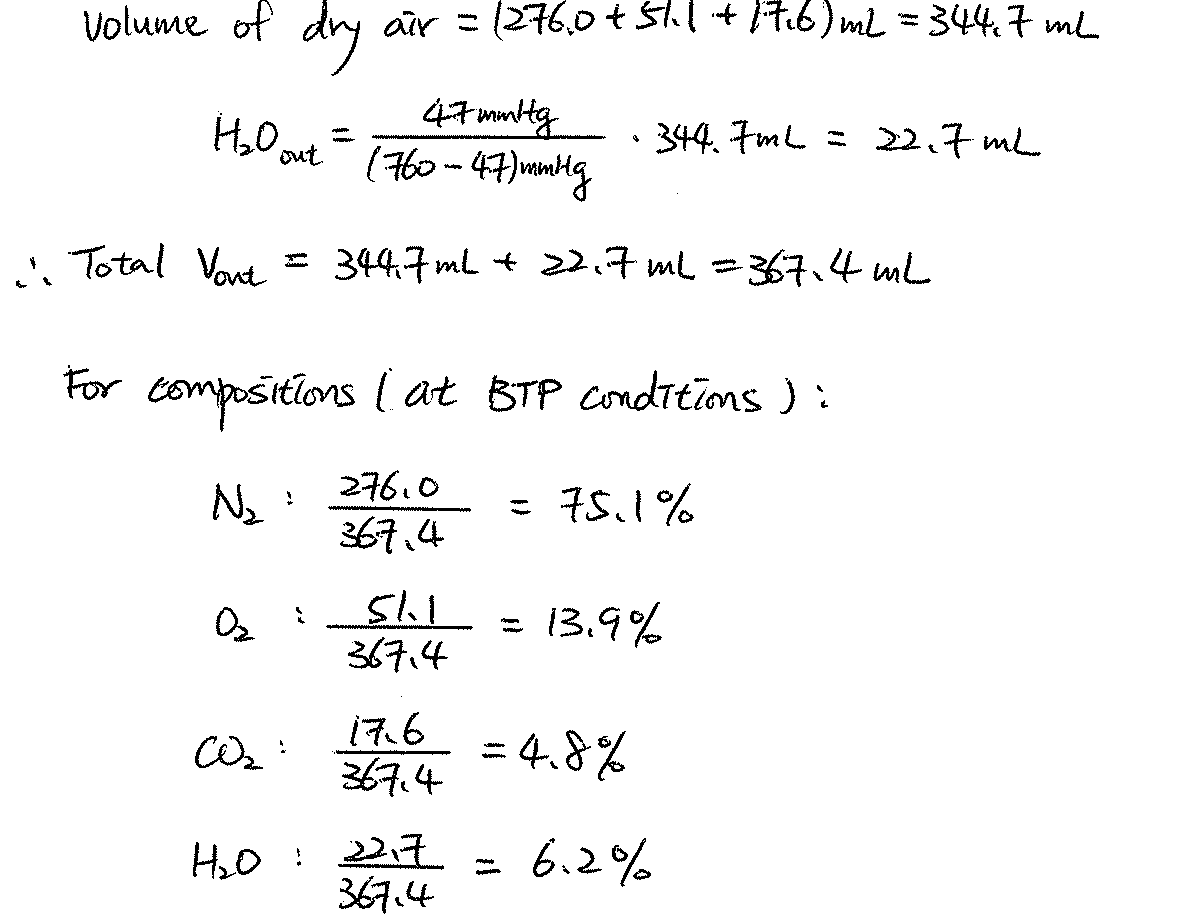 Volume of dry air = (276.0 + 51.1 + 17.6) mL = 344.7 mL
H₂O_out = 47 mmHg / (760 - 47) mmHg · 344.7 mL = 22.7 mL
∴ Total V_out = 344.7 mL + 22.7 mL = 367.4 mL
For compositions (at BTP conditions) :
N₂ : 276.0 / 367.4 = 75.1%
O₂ : 51.1 / 367.4 = 13.9%
CO₂ : 17.6 / 367.4 = 4.8%
H₂O : 22.7 / 367.4 = 6.2%